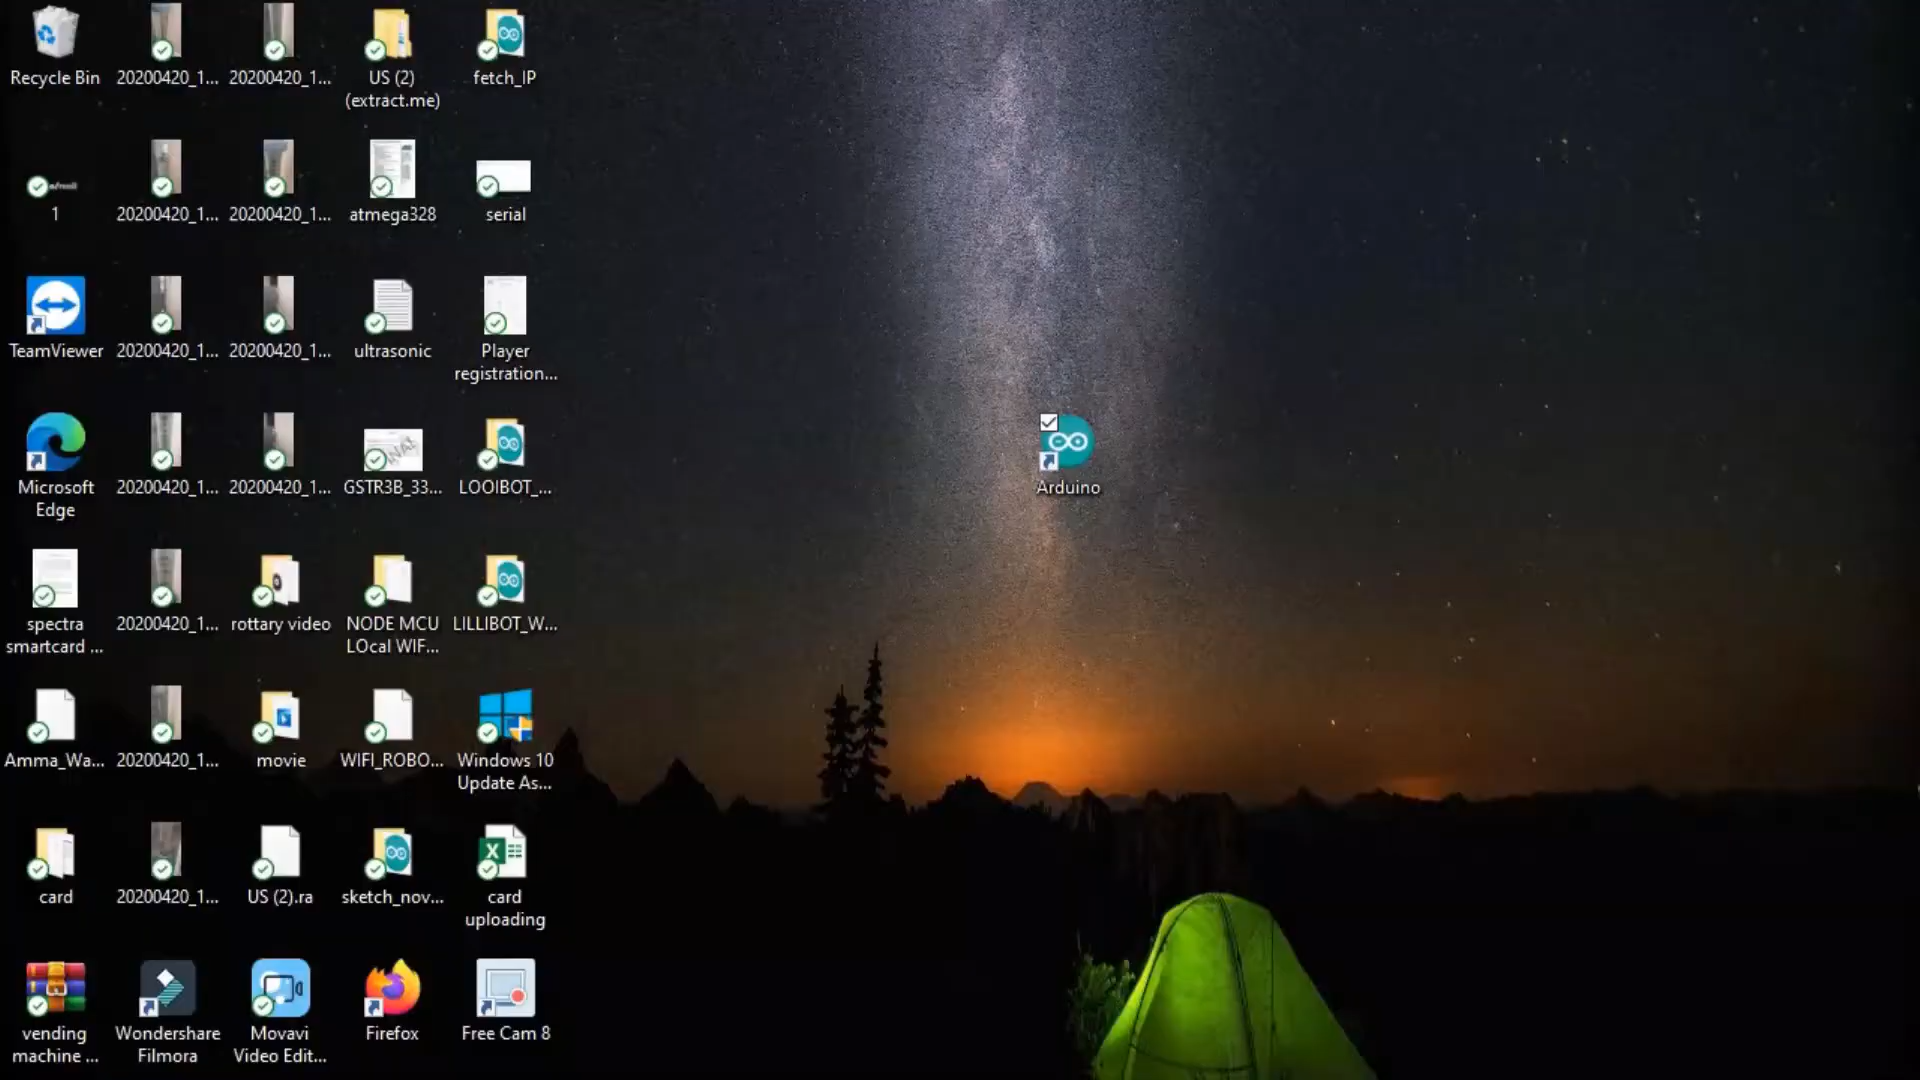 Recycle Bin
20200420_1...
20200420_1...
US (2)
(extract.me)
fetch_IP
1
20200420_1...
20200420_1...
atmega328
serial
TeamViewer
20200420_1...
20200420_1...
ultrasonic
Player
registration...
Microsoft
Edge
20200420_1...
20200420_1...
GSTR3B_33...
LOOIBOT_...
Arduino
spectra
smartcard ...
20200420_1...
rottary video
NODE MCU
LOcal WIF...
LILLIBOT_W...
Amma_Wa...
20200420_1...
movie
WIFI_ROBO...
Windows 10
Update As...
card
20200420_1...
US (2).ra
sketch_nov...
card
uploading
vending
machine ...
Wondershare
Filmora
Movavi
Video Edit...
Firefox
Free Cam 8